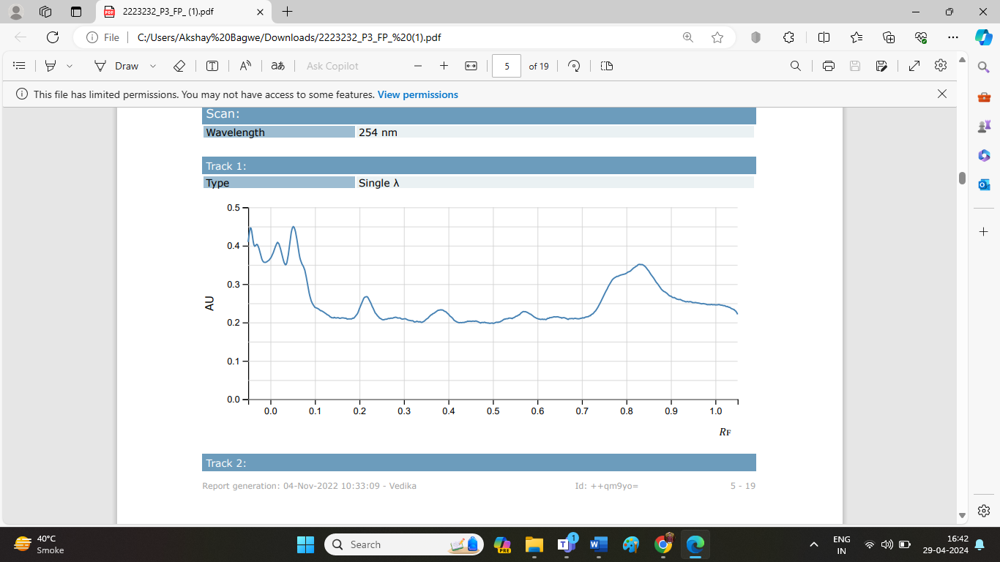 2223232_P3_FP_ (1).pdf
File
C:/Users/Akshay%20Bagwe/Downloads/2223232_P3_FP_%20(1).pdf
Draw
Ask Copilot
5
of 19
This file has limited permissions. You may not have access to some features. View permissions
Scan:
Wavelength 254 nm
Track 1:
Type Single λ
0.5
0.4
0.3
AU
0.2
0.1
0.0
0.0 0.1 0.2 0.3 0.4 0.5 0.6 0.7 0.8 0.9 1.0
RF
Track 2:
Report generation: 04-Nov-2022 10:33:09 - Vedika Id: ++qm9yo= 5 - 19
40°C
Smoke
Search
PRE
1
ENG
IN
16:42
29-04-2024